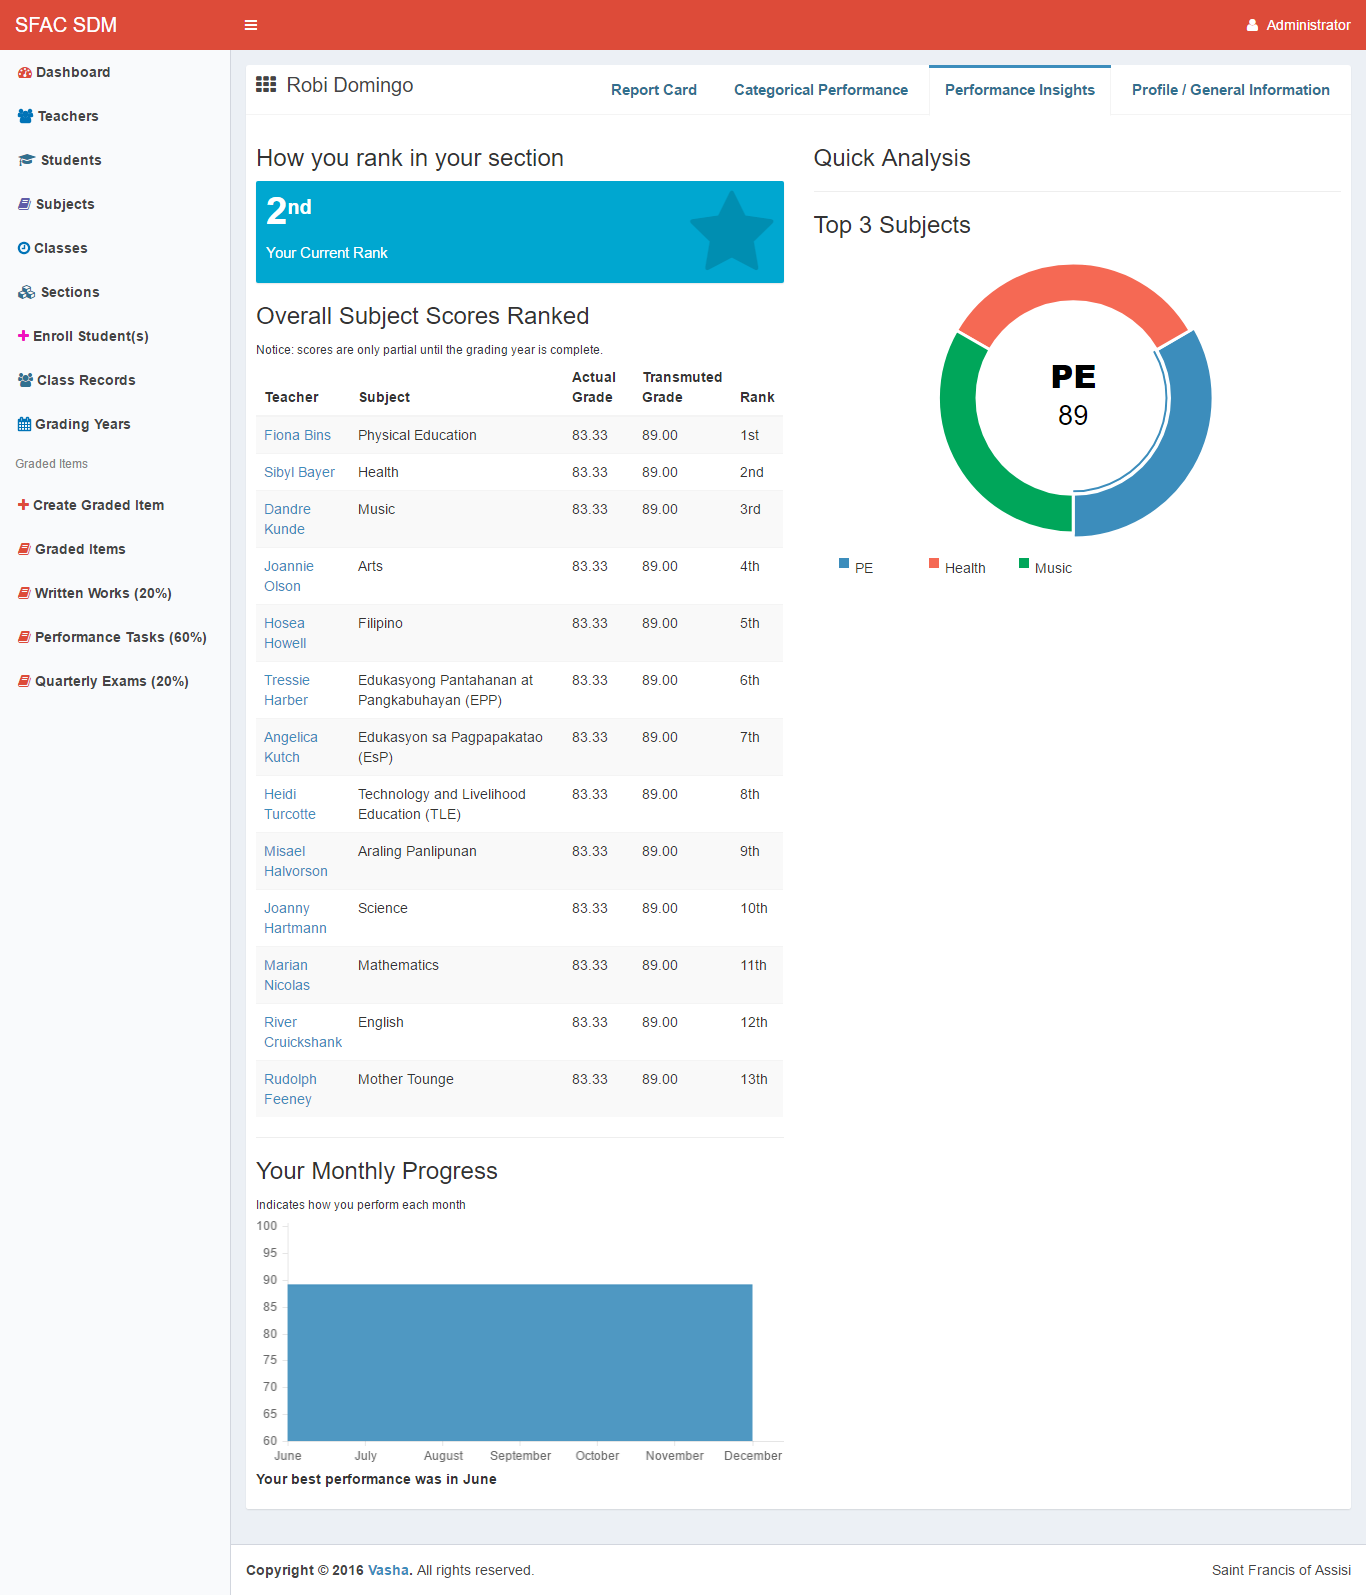 SFAC SDM
Administrator
Dashboard
Teachers
Students
Subjects
Classes
Sections
Enroll Student(s)
Class Records
Grading Years
Graded Items
Create Graded Item
Graded Items
Written Works (20%)
Performance Tasks (60%)
Quarterly Exams (20%)
Robi Domingo
Report Card
Categorical Performance
Performance Insights
Profile / General Information
How you rank in your section
2nd
Your Current Rank
Overall Subject Scores Ranked
Notice: scores are only partial until the grading year is complete.
Teacher Subject Actual Grade Transmuted Grade Rank
Fiona Bins Physical Education 83.33 89.00 1st
Sibyl Bayer Health 83.33 89.00 2nd
Dandre Kunde Music 83.33 89.00 3rd
Joannie Olson Arts 83.33 89.00 4th
Hosea Howell Filipino 83.33 89.00 5th
Tressie Harber Edukasyong Pantahanan at Pangkabuhayan (EPP) 83.33 89.00 6th
Angelica Kutch Edukasyon sa Pagpapakatao (EsP) 83.33 89.00 7th
Heidi Turcotte Technology and Livelihood Education (TLE) 83.33 89.00 8th
Misael Halvorson Araling Panlipunan 83.33 89.00 9th
Joanny Hartmann Science 83.33 89.00 10th
Marian Nicolas Mathematics 83.33 89.00 11th
River Cruickshank English 83.33 89.00 12th
Rudolph Feeney Mother Tounge 83.33 89.00 13th
Your Monthly Progress
Indicates how you perform each month
100
95
90
85
80
75
70
65
60
June July August September October November December
Your best performance was in June
Quick Analysis
Top 3 Subjects
PE
89
PE Health Music
Copyright © 2016 Vasha. All rights reserved.
Saint Francis of Assisi